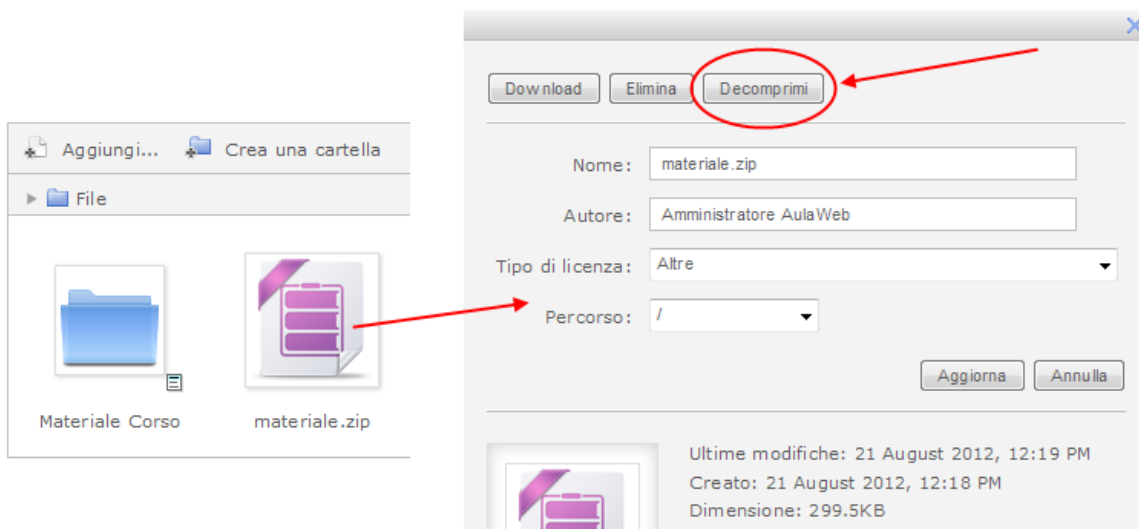 Aggiungi... Crea una cartella
File
Materiale Corso materiale.zip
Download Elimina Decomprimi
Nome: materiale.zip
Autore: Amministratore AulaWeb
Tipo di licenza: Altre
Percorso: /
Aggiorna Annulla
Ultime modifiche: 21 August 2012, 12:19 PM
Creato: 21 August 2012, 12:18 PM
Dimensione: 299.5KB